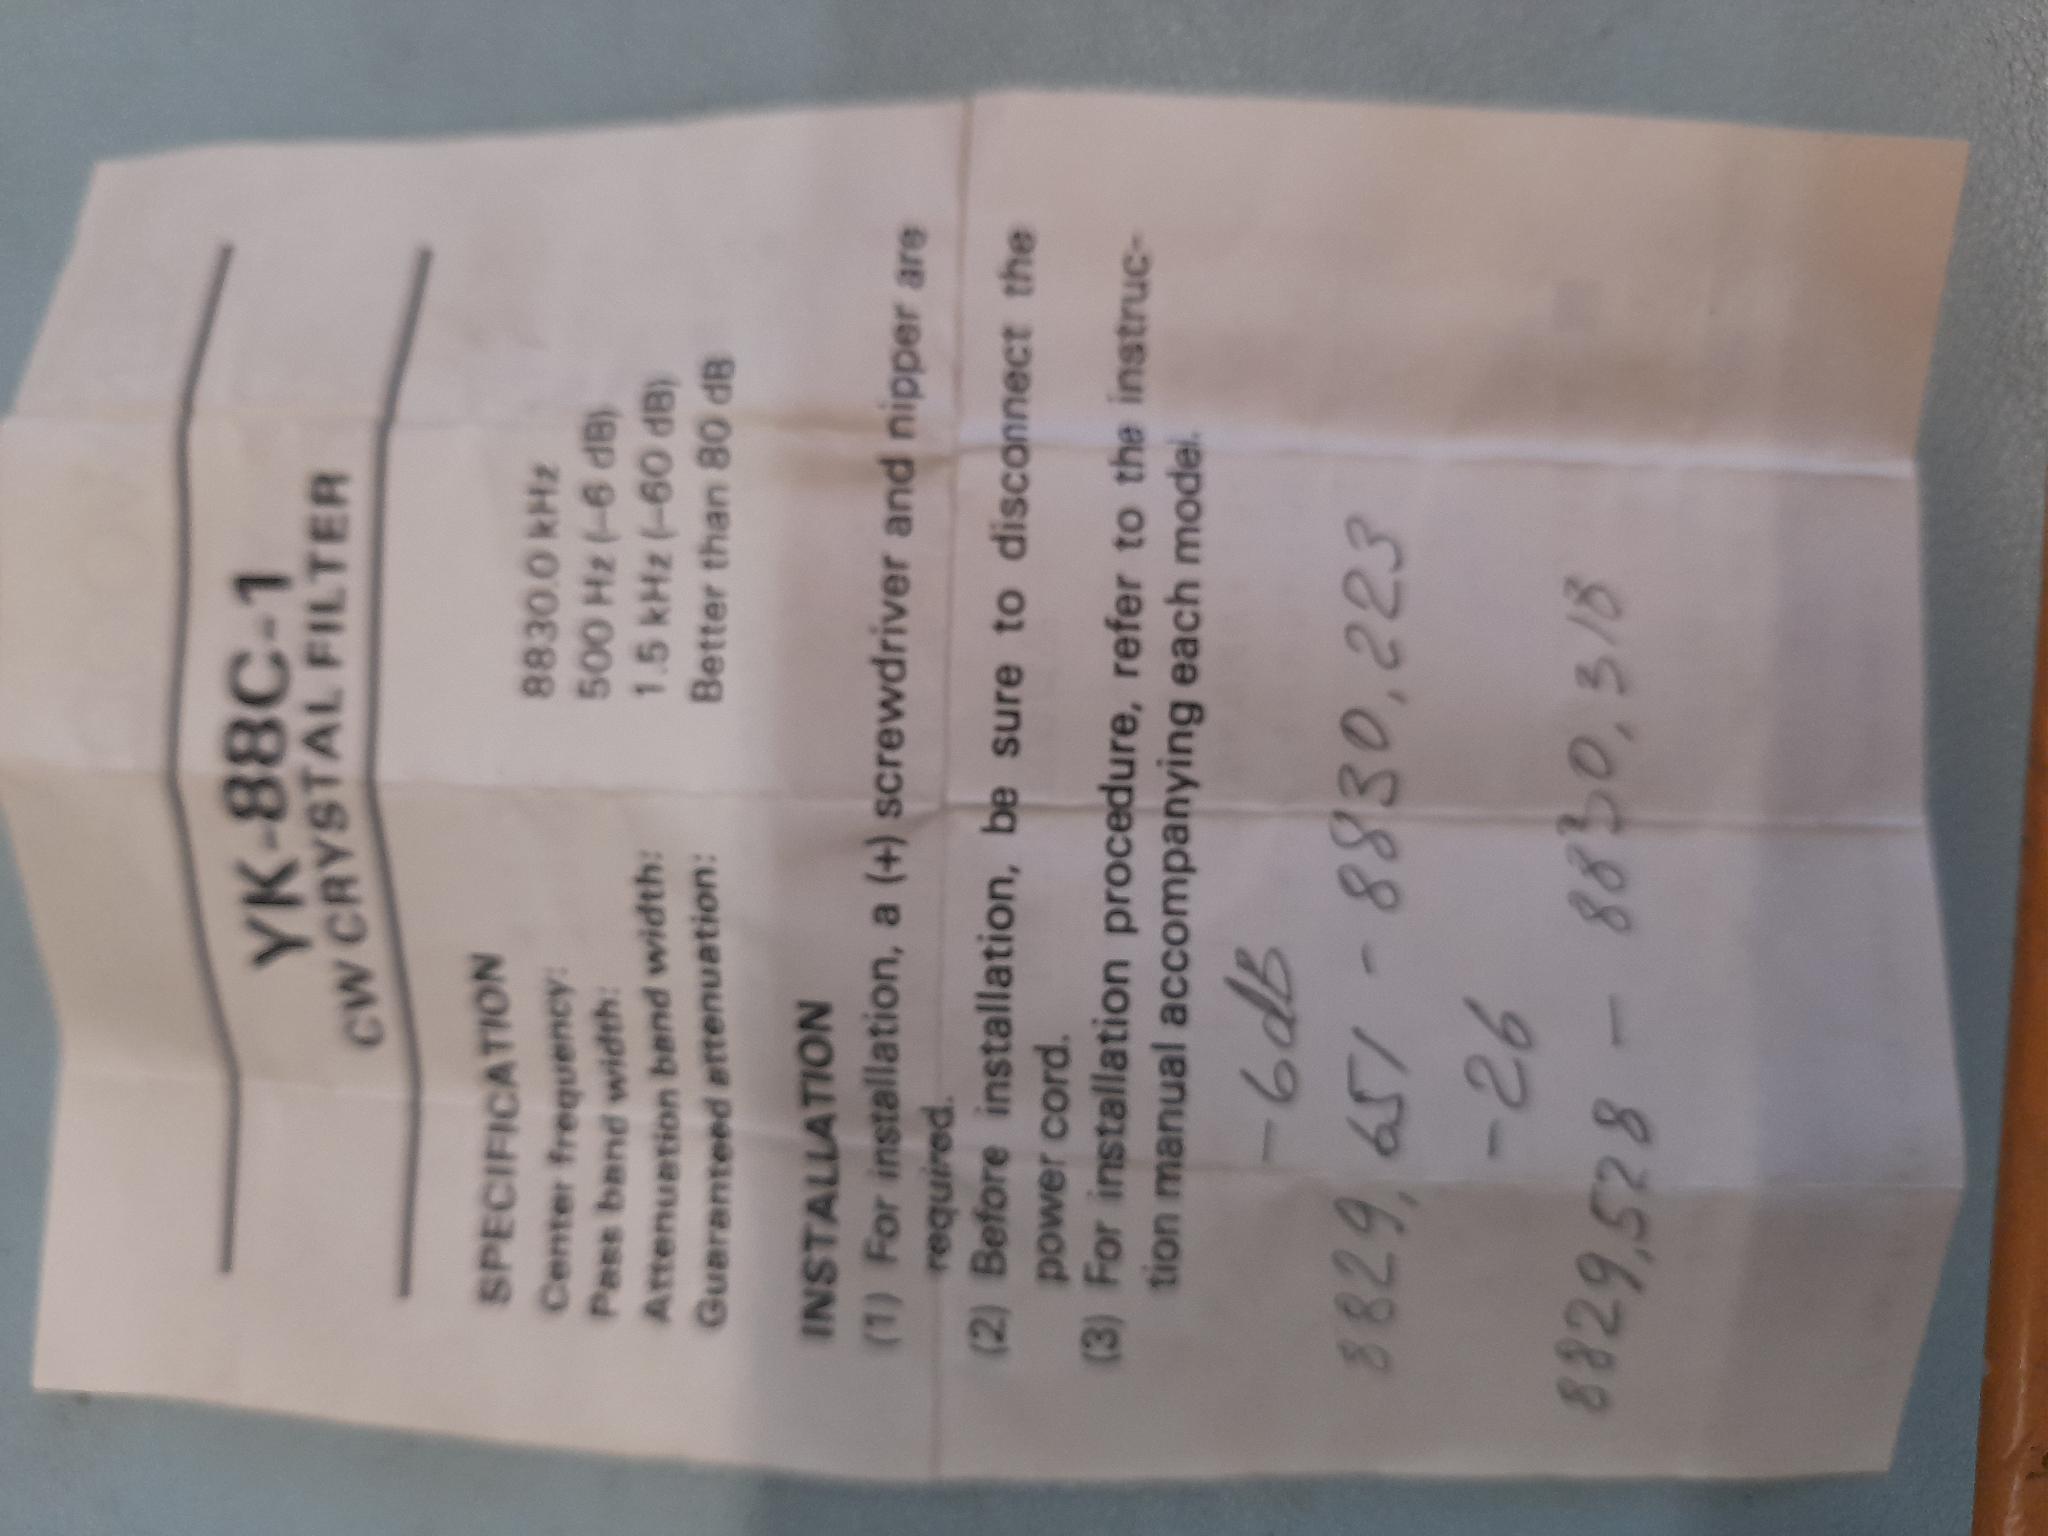 YK-88C-1
CW CRYSTAL FILTER
SPECIFICATION
Center frequency: 8830.0 kHz
Pass band width: 500 Hz (–6 dB)
Attenuation band width: 1.5 kHz (–60 dB)
Guaranteed attenuation: Better than 80 dB
INSTALLATION
(1) For installation, a (+) screwdriver and nipper are
required.
(2) Before installation, be sure to disconnect the
power cord.
(3) For installation procedure, refer to the instruc-
tion manual accompanying each model.
-6dB
8829,651 - 8830,223
-26
8829,528 - 8830,318